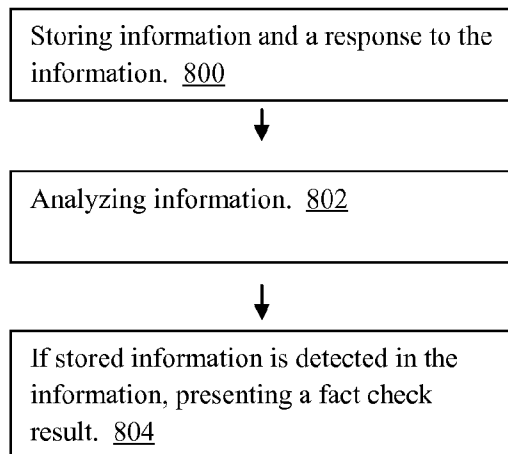 Storing information and a response to the
information. 800
Analyzing information. 802
If stored information is detected in the
information, presenting a fact check
result. 804